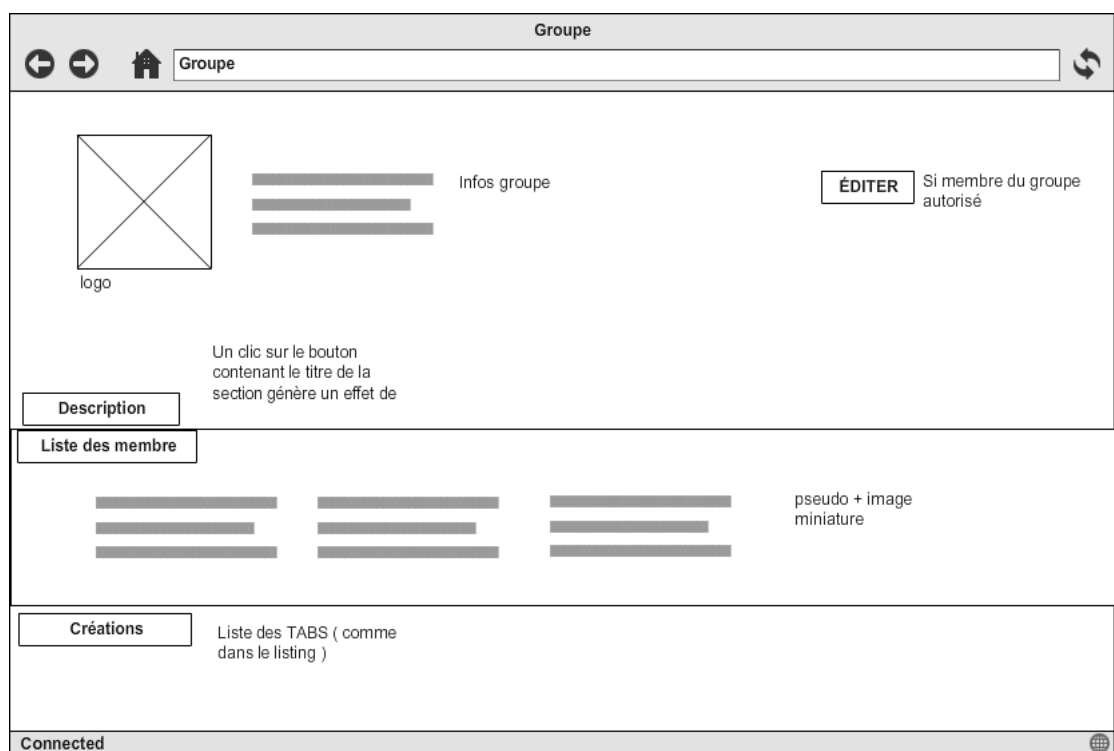 Groupe
Groupe
Infos groupe
ÉDITER
Si membre du groupe
autorisé
logo
Un clic sur le bouton
contenant le titre de la
section génère un effet de
Description
Liste des membre
pseudo + image
miniature
Créations
Liste des TABS ( comme
dans le listing )
Connected